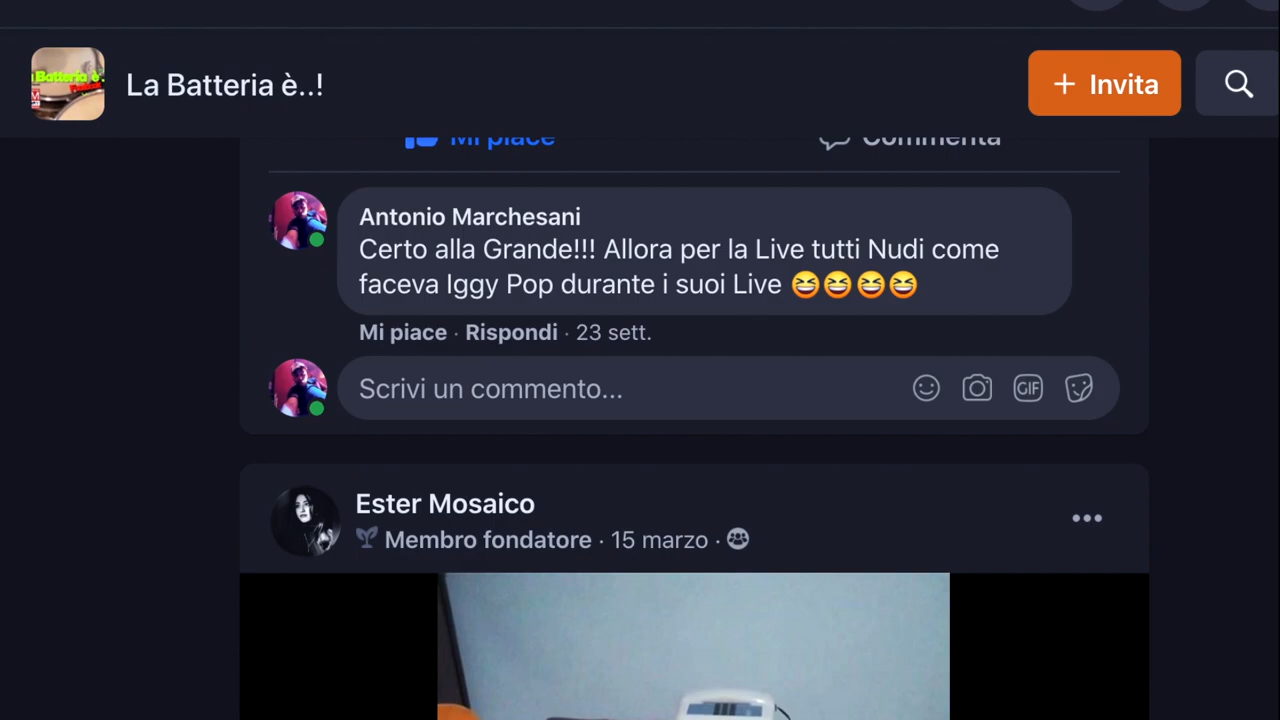 La Batteria è..!
+ Invita
Batteria è.
Mi piace
Commenta
Antonio Marchesani
Certo alla Grande!!! Allora per la Live tutti Nudi come
faceva Iggy Pop durante i suoi Live 😆😆😆😆
Mi piace · Rispondi · 23 sett.
Scrivi un commento...
GIF
Ester Mosaico
Membro fondatore · 15 marzo ·